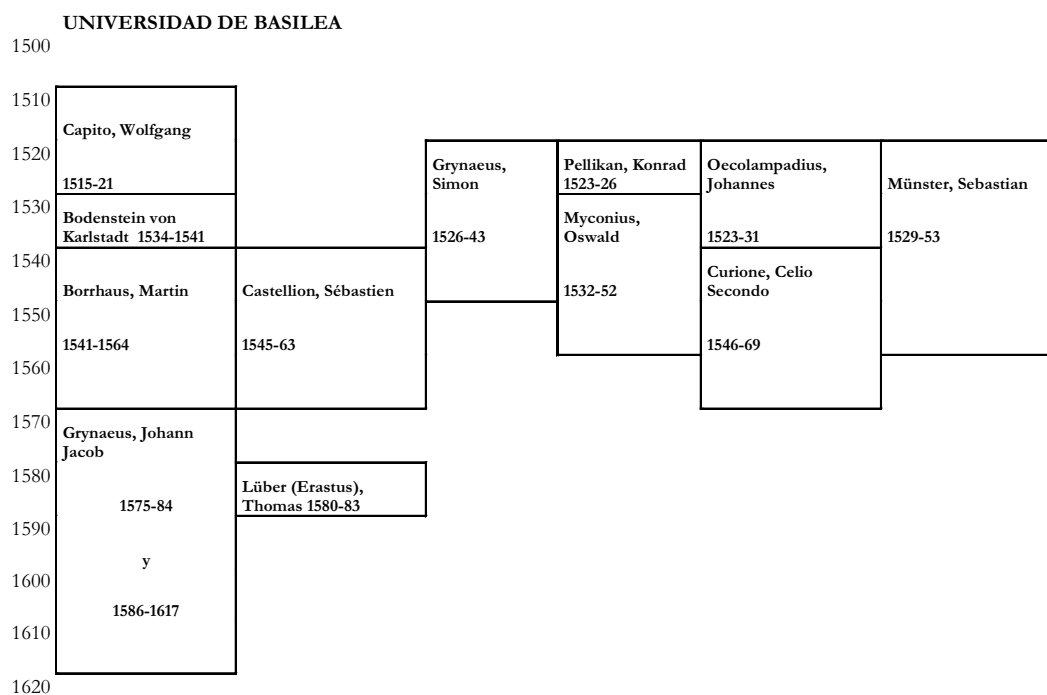 UNIVERSIDAD DE BASILEA
1500
1510
1520
1530
1540
1550
1560
1570
1580
1590
1600
1610
1620
Capito, Wolfgang
1515-21
Bodenstein von
Karlstadt 1534-1541
Borrhaus, Martin
1541-1564
Grynaeus, Johann
Jacob
1575-84
y
1586-1617
Castellion, Sébastien
1545-63
Lüber (Erastus),
Thomas 1580-83
Grynaeus,
Simon
1526-43
Pellikan, Konrad
1523-26
Myconius,
Oswald
1532-52
Oecolampadius,
Johannes
1523-31
Curione, Celio
Secondo
1546-69
Münster, Sebastian
1529-53